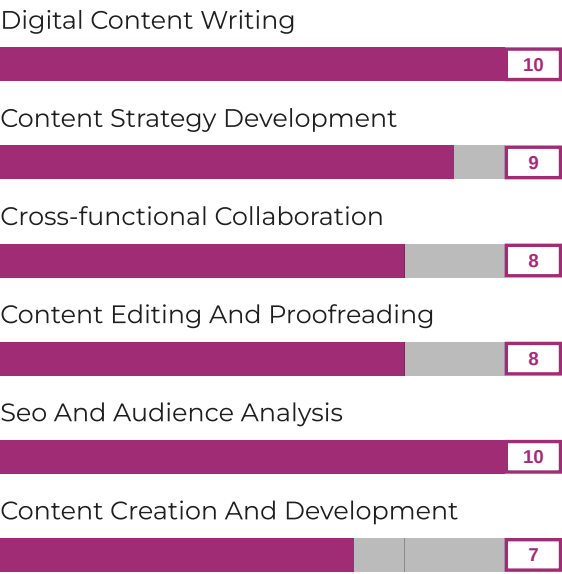 Digital Content Writing
10
Content Strategy Development
9
Cross-functional Collaboration
8
Content Editing And Proofreading
8
Seo And Audience Analysis
10
Content Creation And Development
7